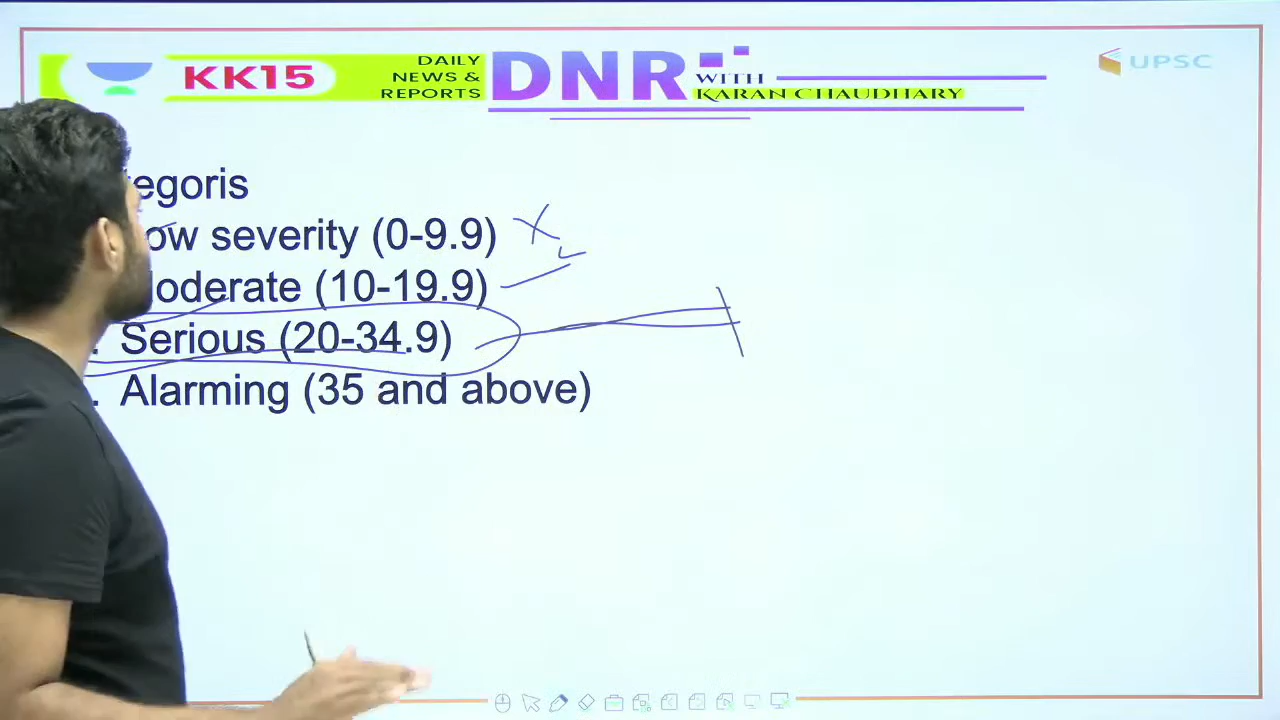 KK15
DAILY
NEWS &
REPORTS
DNR
WITH
KARAN CHAUDHARY
UPSC
egoris
ow severity (0-9.9)
oderate (10-19.9)
. Serious (20-34.9)
. Alarming (35 and above)